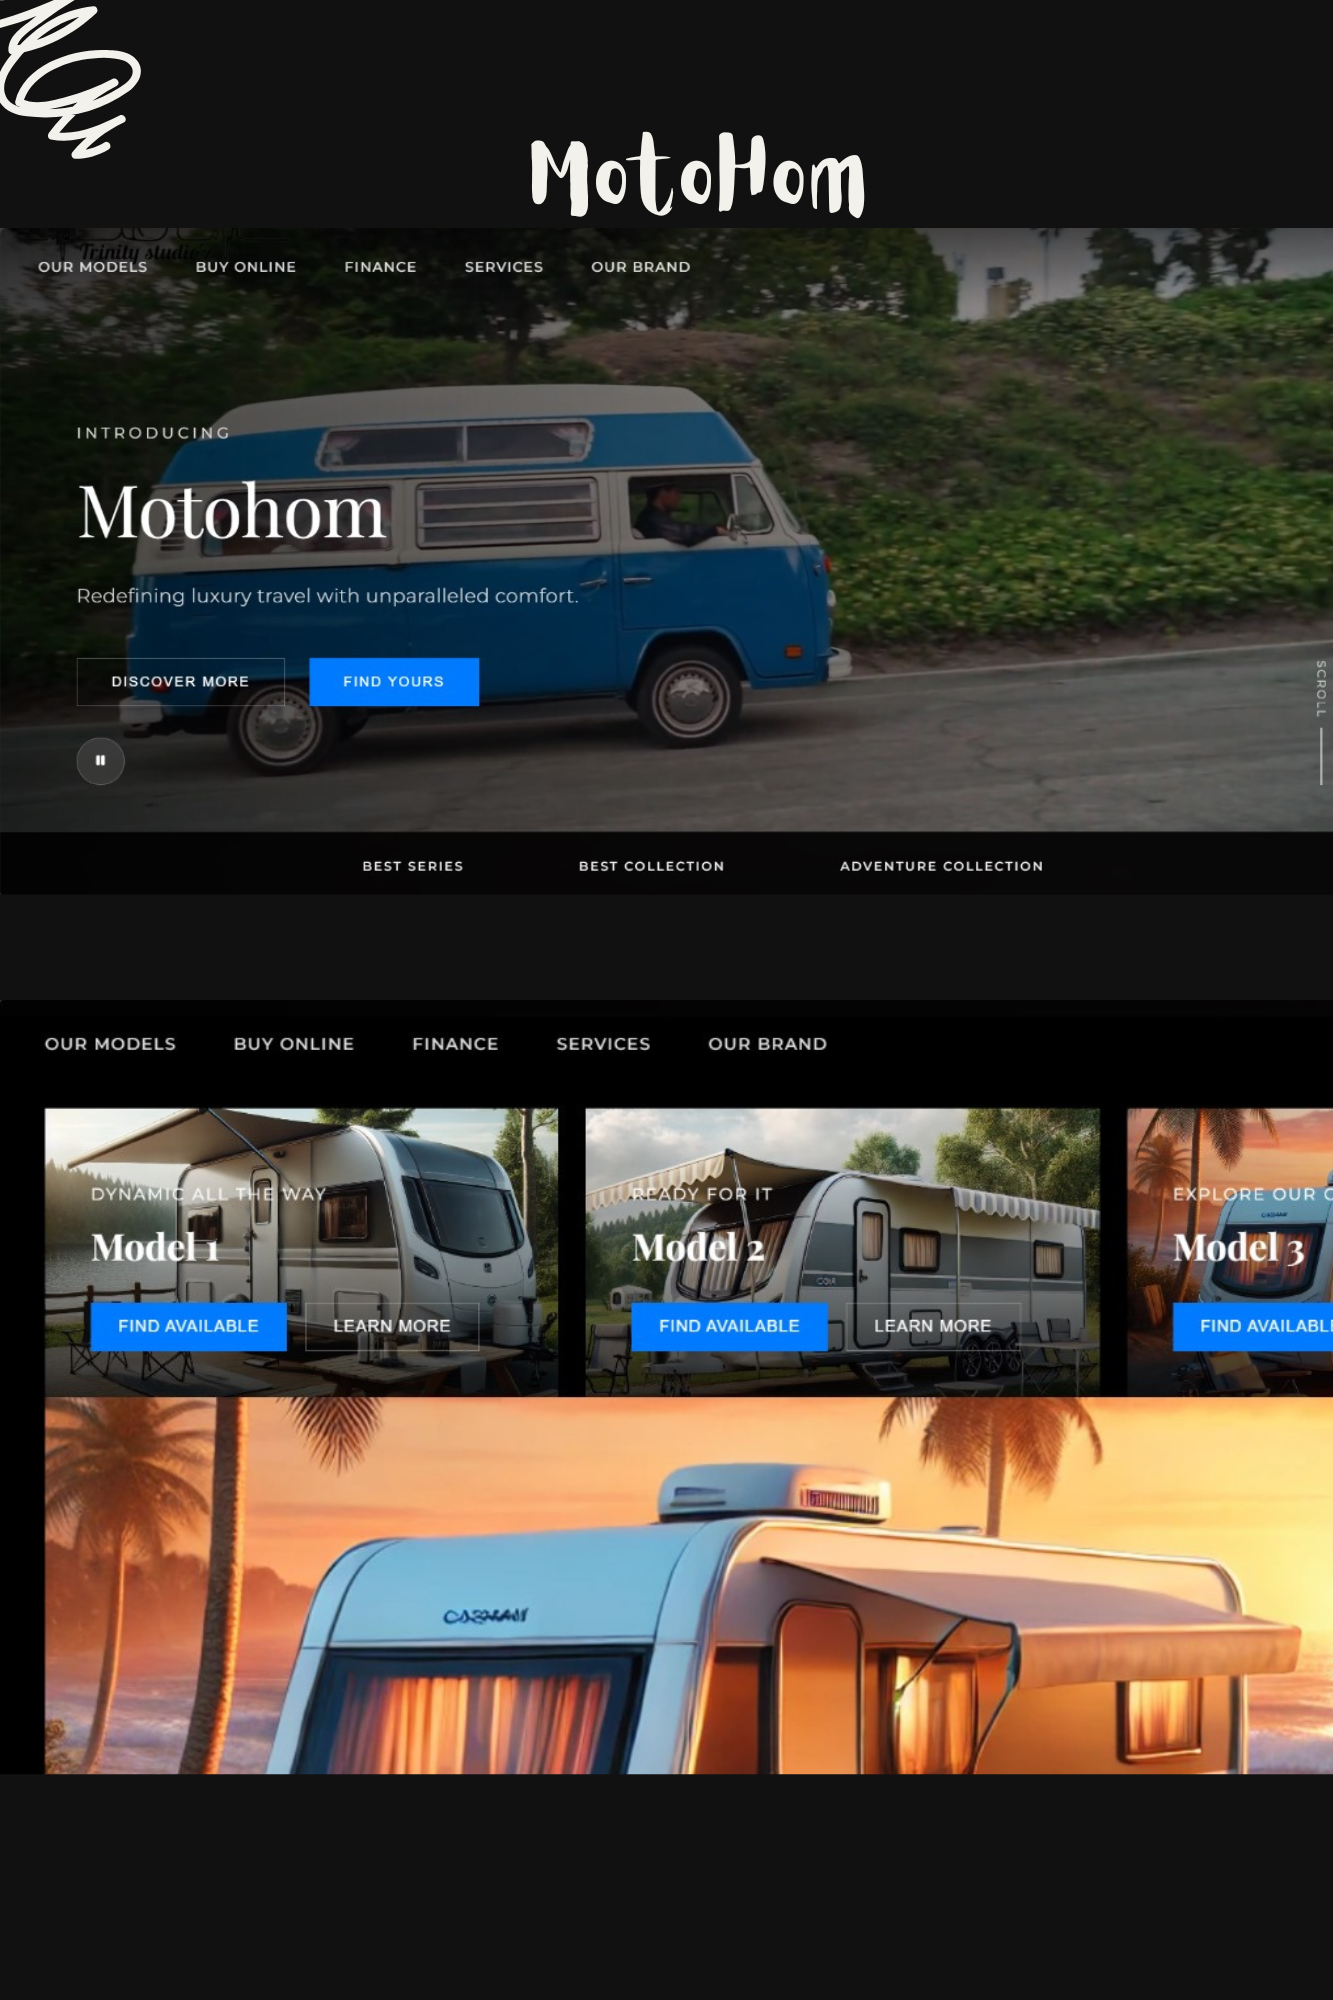 MotoHom
Trinity studio
OUR MODELS BUY ONLINE FINANCE SERVICES OUR BRAND
INTRODUCING
Motohom
Redefining luxury travel with unparalleled comfort.
DISCOVER MORE FIND YOURS
SCROLL
BEST SERIES BEST COLLECTION ADVENTURE COLLECTION
OUR MODELS BUY ONLINE FINANCE SERVICES OUR BRAND
DYNAMIC ALL THE WAY
Model 1
FIND AVAILABLE LEARN MORE
READY FOR IT
Model 2
FIND AVAILABLE LEARN MORE
EXPLORE OUR
Model 3
FIND AVAILABLE